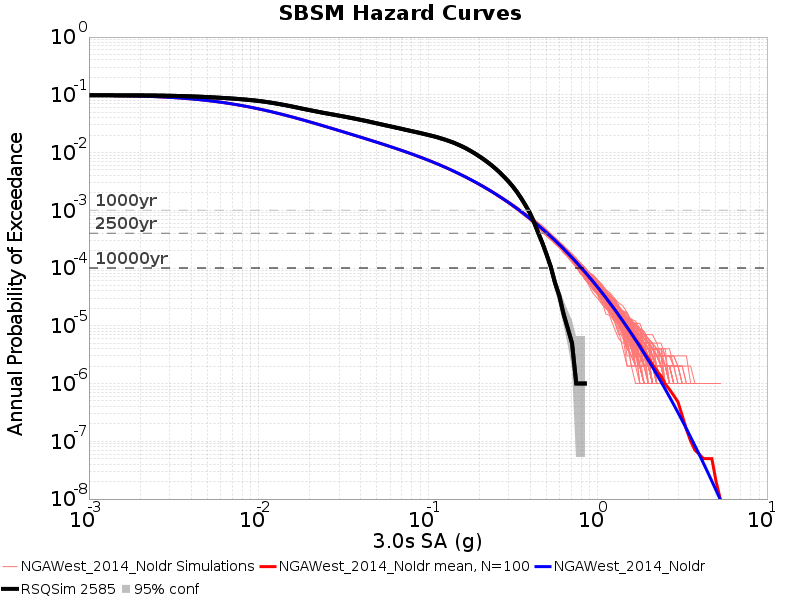 SBSM Hazard Curves
Annual Probability of Exceedance
10^0
10^-1
10^-2
10^-3
10^-4
10^-5
10^-6
10^-7
10^-8
1000yr
2500yr
10000yr
10^-3 10^-2 10^-1 10^0 10^1
3.0s SA (g)
NGAWest_2014_NoIdr Simulations NGAWest_2014_NoIdr mean, N=100 NGAWest_2014_NoIdr
RSQSim 2585 95% conf